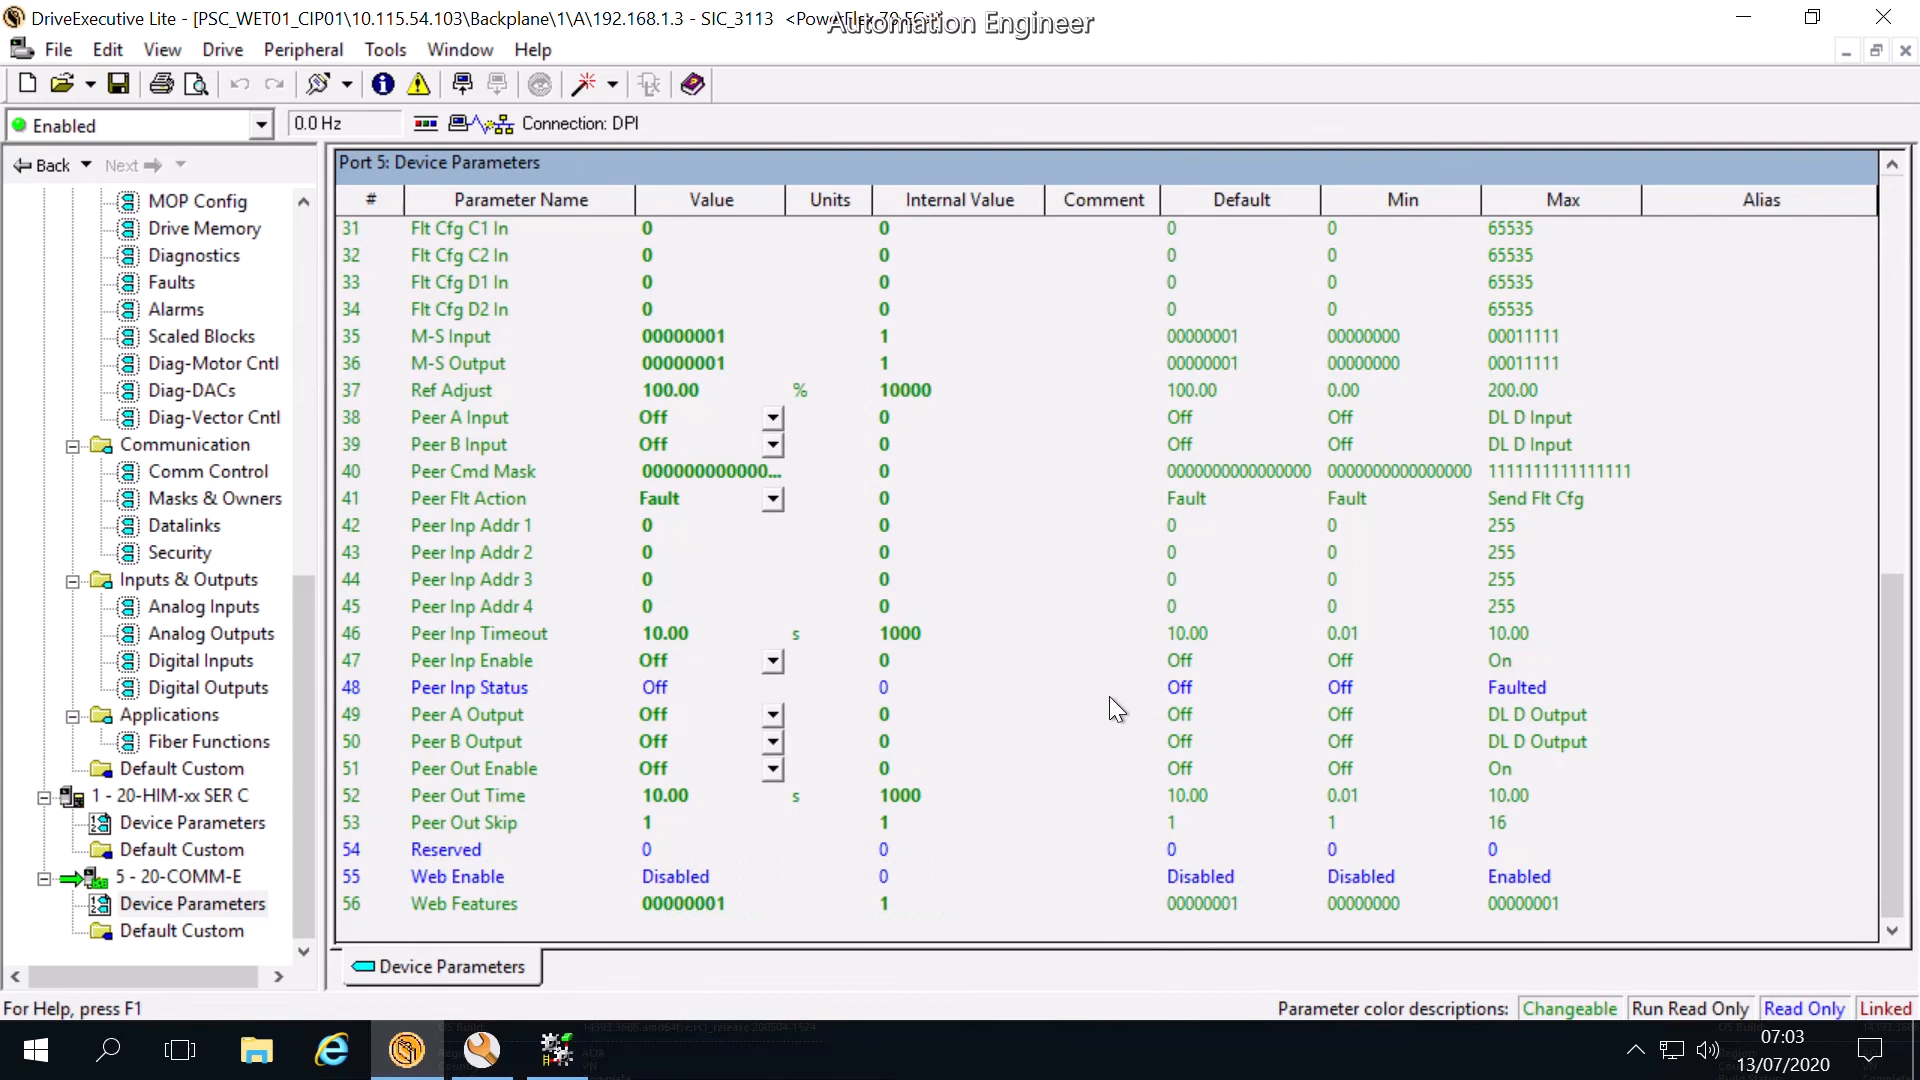 DriveExecutive Lite - [PSC_WET01_CIP01\10.115.54.103\Backplane\1\A\192.168.1.3 - SIC_3113 <PowerFlex 70 EC
Automation Engineer
File Edit View Drive Peripheral Tools Window Help
Enabled 0.0 Hz Connection: DPI
Back Next
MOP Config
Drive Memory
Diagnostics
Faults
Alarms
Scaled Blocks
Diag-Motor Cntl
Diag-DACs
Diag-Vector Cntl
Communication
Comm Control
Masks & Owners
Datalinks
Security
Inputs & Outputs
Analog Inputs
Analog Outputs
Digital Inputs
Digital Outputs
Applications
Fiber Functions
Default Custom
1 - 20-HIM-xx SER C
Device Parameters
Default Custom
5 - 20-COMM-E
Device Parameters
Default Custom
Port 5: Device Parameters
# Parameter Name Value Units Internal Value Comment Default Min Max Alias
31 Flt Cfg C1 In 0 0 0 0 65535
32 Flt Cfg C2 In 0 0 0 0 65535
33 Flt Cfg D1 In 0 0 0 0 65535
34 Flt Cfg D2 In 0 0 0 0 65535
35 M-S Input 00000001 1 00000001 00000000 00011111
36 M-S Output 00000001 1 00000001 00000000 00011111
37 Ref Adjust 100.00 % 10000 100.00 0.00 200.00
38 Peer A Input Off 0 Off Off DL D Input
39 Peer B Input Off 0 Off Off DL D Input
40 Peer Cmd Mask 000000000000... 0 0000000000000000 0000000000000000 1111111111111111
41 Peer Flt Action Fault 0 Fault Fault Send Flt Cfg
42 Peer Inp Addr 1 0 0 0 0 255
43 Peer Inp Addr 2 0 0 0 0 255
44 Peer Inp Addr 3 0 0 0 0 255
45 Peer Inp Addr 4 0 0 0 0 255
46 Peer Inp Timeout 10.00 s 1000 10.00 0.01 10.00
47 Peer Inp Enable Off 0 Off Off On
48 Peer Inp Status Off 0 Off Off Faulted
49 Peer A Output Off 0 Off Off DL D Output
50 Peer B Output Off 0 Off Off DL D Output
51 Peer Out Enable Off 0 Off Off On
52 Peer Out Time 10.00 s 1000 10.00 0.01 10.00
53 Peer Out Skip 1 1 1 1 16
54 Reserved 0 0 0 0 0
55 Web Enable Disabled 0 Disabled Disabled Enabled
56 Web Features 00000001 1 00000001 00000000 00000001
Device Parameters
For Help, press F1 Parameter color descriptions: Changeable Run Read Only Read Only Linked
07:03
13/07/2020